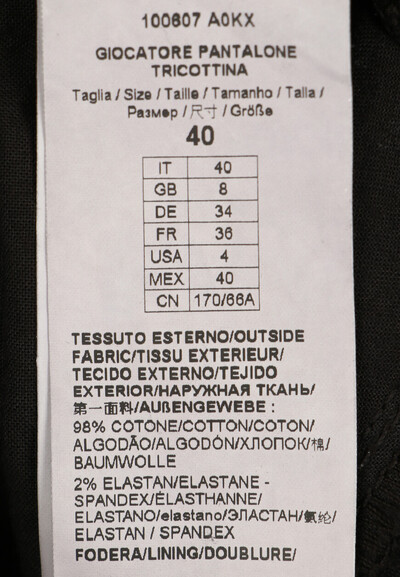 100607 A0KX
GIOCATORE PANTALONE
TRICOTTINA
Taglia / Size / Taille / Tamanho / Talla /
Размер / 尺寸 / Größe
40
IT 40
GB 8
DE 34
FR 36
USA 4
MEX 40
CN 170/66A
TESSUTO ESTERNO/OUTSIDE
FABRIC/TISSU EXTERIEUR/
TECIDO EXTERNO/TEJIDO
EXTERIOR/НАРУЖНАЯ ТКАНЬ/
第一面料/AUßENGEWEBE :
98% COTONE/COTTON/COTON/
ALGODÃO/ALGODÓN/ХЛОПОК/棉/
BAUMWOLLE
2% ELASTAN/ELASTANE -
SPANDEX/ÉLASTHANNE/
ELASTANO/elastano/ЭЛАСТАН/氨纶/
ELASTAN / SPANDEX
FODERA/LINING/DOUBLURE/